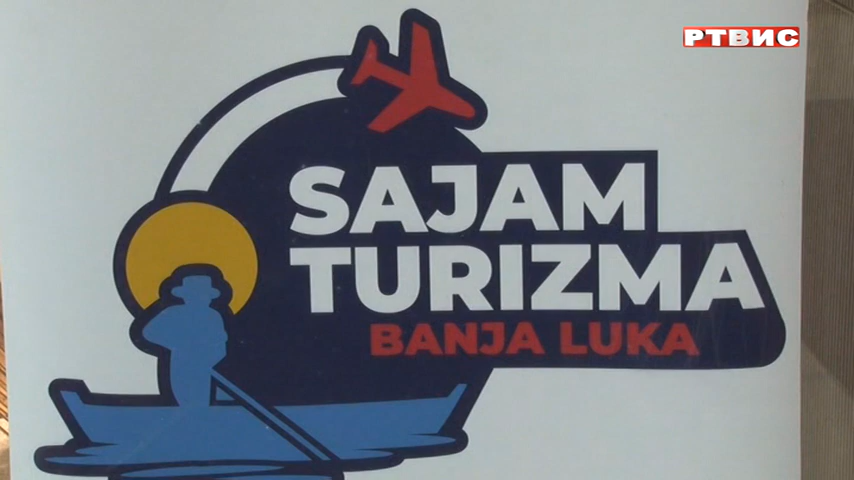 РТВИС
SAJAM
TURIZMA
BANJA LUKA